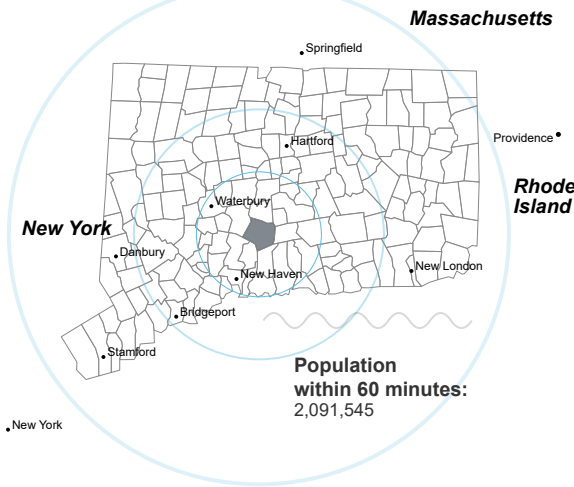 Massachusetts
Springfield
Hartford
Providence
Rhode
Island
Waterbury
New York
Danbury
New Haven
New London
Bridgeport
Stamford
Population
within 60 minutes:
2,091,545
New York